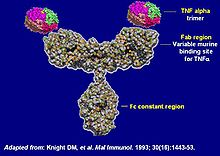 TNF alpha
trimer
Fab region
Variable murine
binding site
for TNFα
Fc constant region
Adapted from: Knight DM, et al. Mol Immunol. 1993; 30(16):1443-53.